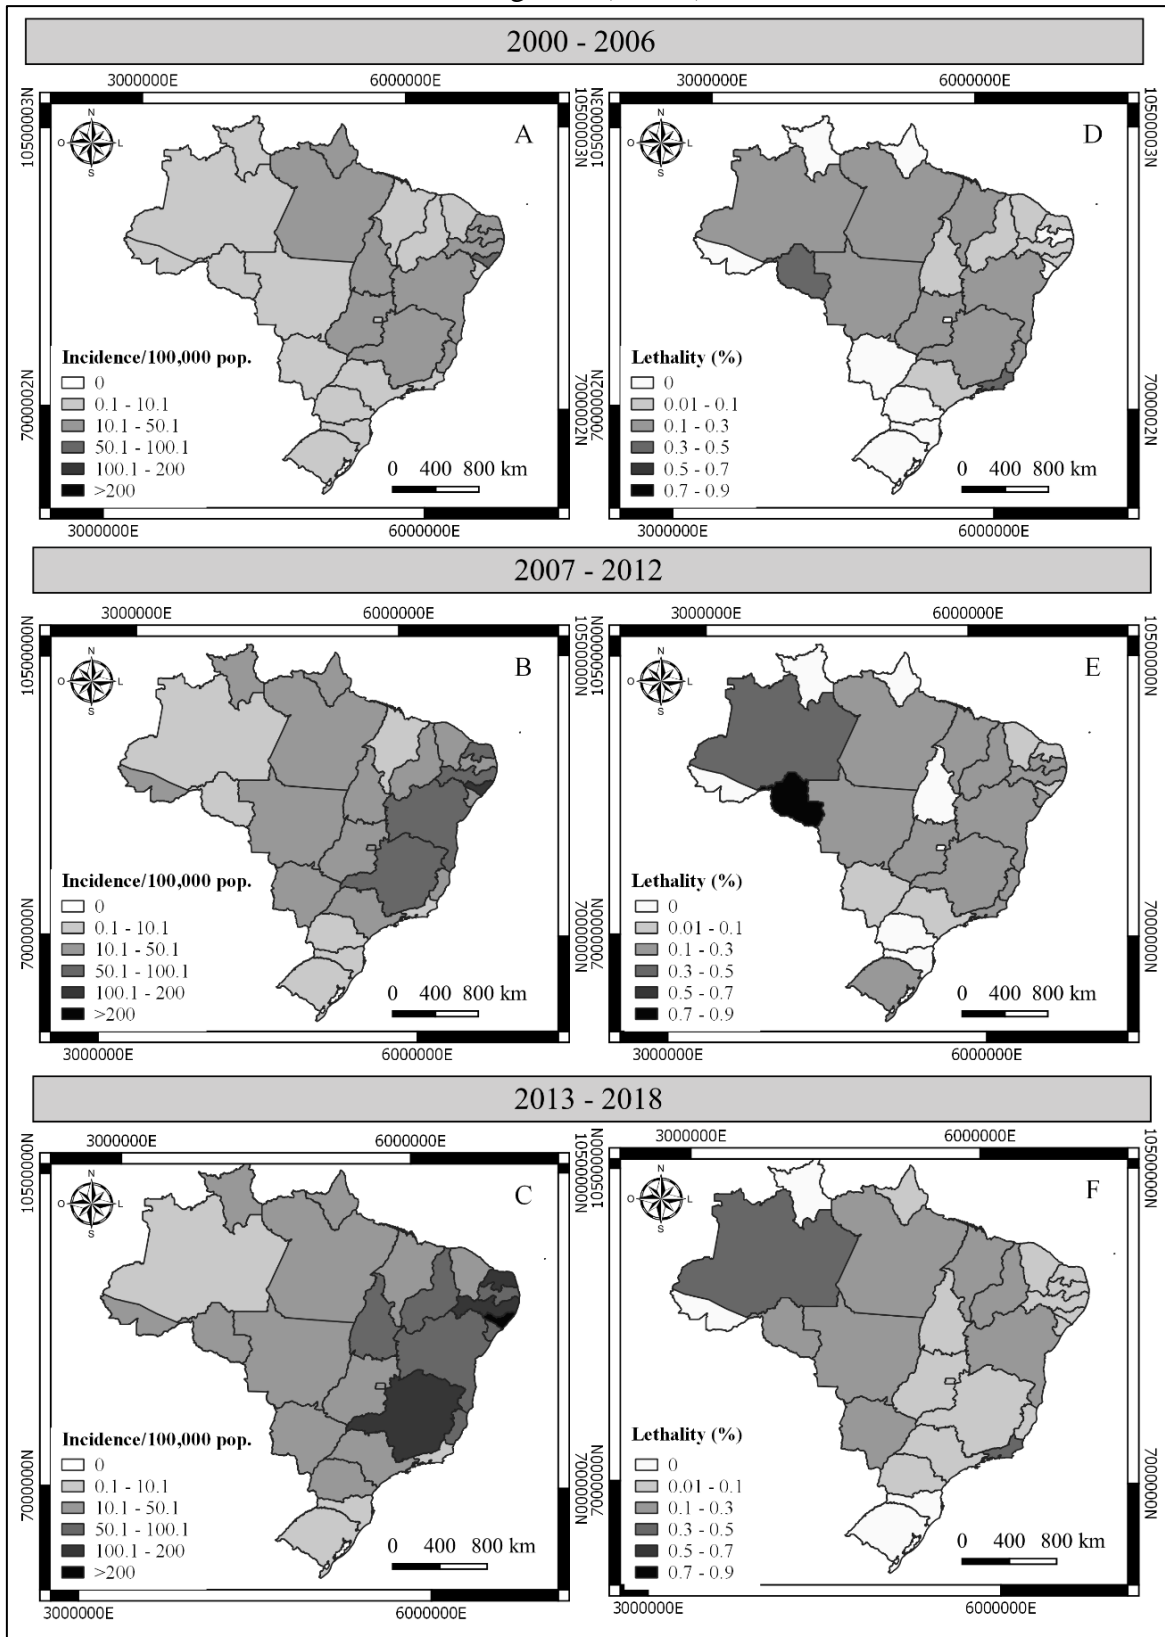 2000 - 2006
3000000E 6000000E
3000000E 6000000E
10500003N
7000002N
N
O L
S
A
Incidence/100,000 pop.
0
0.1 - 10.1
10.1 - 50.1
50.1 - 100.1
100.1 - 200
>200
0 400 800 km
3000000E 6000000E
10500003N
10500003N
7000002N
7000002N
N
O L
S
D
Lethality (%)
0
0.01 - 0.1
0.1 - 0.3
0.3 - 0.5
0.5 - 0.7
0.7 - 0.9
0 400 800 km
10500003N
7000002N
3000000E 6000000E
2007 - 2012
3000000E 6000000E
3000000E 6000000E
10500000N
7000000N
N
O L
S
B
Incidence/100,000 pop.
0
0.1 - 10.1
10.1 - 50.1
50.1 - 100.1
100.1 - 200
>200
0 400 800 km
3000000E 6000000E
10500000N
10500000N
7000000N
7000000N
N
O L
S
E
Lethality (%)
0
0.01 - 0.1
0.1 - 0.3
0.3 - 0.5
0.5 - 0.7
0.7 - 0.9
0 400 800 km
10500000N
7000000N
3000000E 6000000E
2013 - 2018
3000000E 6000000E
3000000E 6000000E
10500000N
7000000N
N
O L
S
C
Incidence/100,000 pop.
0
0.1 - 10.1
10.1 - 50.1
50.1 - 100.1
100.1 - 200
>200
0 400 800 km
3000000E 6000000E
10500000N
10500000N
7000000N
7000000N
N
O L
S
F
Lethality (%)
0
0.01 - 0.1
0.1 - 0.3
0.3 - 0.5
0.5 - 0.7
0.7 - 0.9
0 400 800 km
3000000E 6000000E